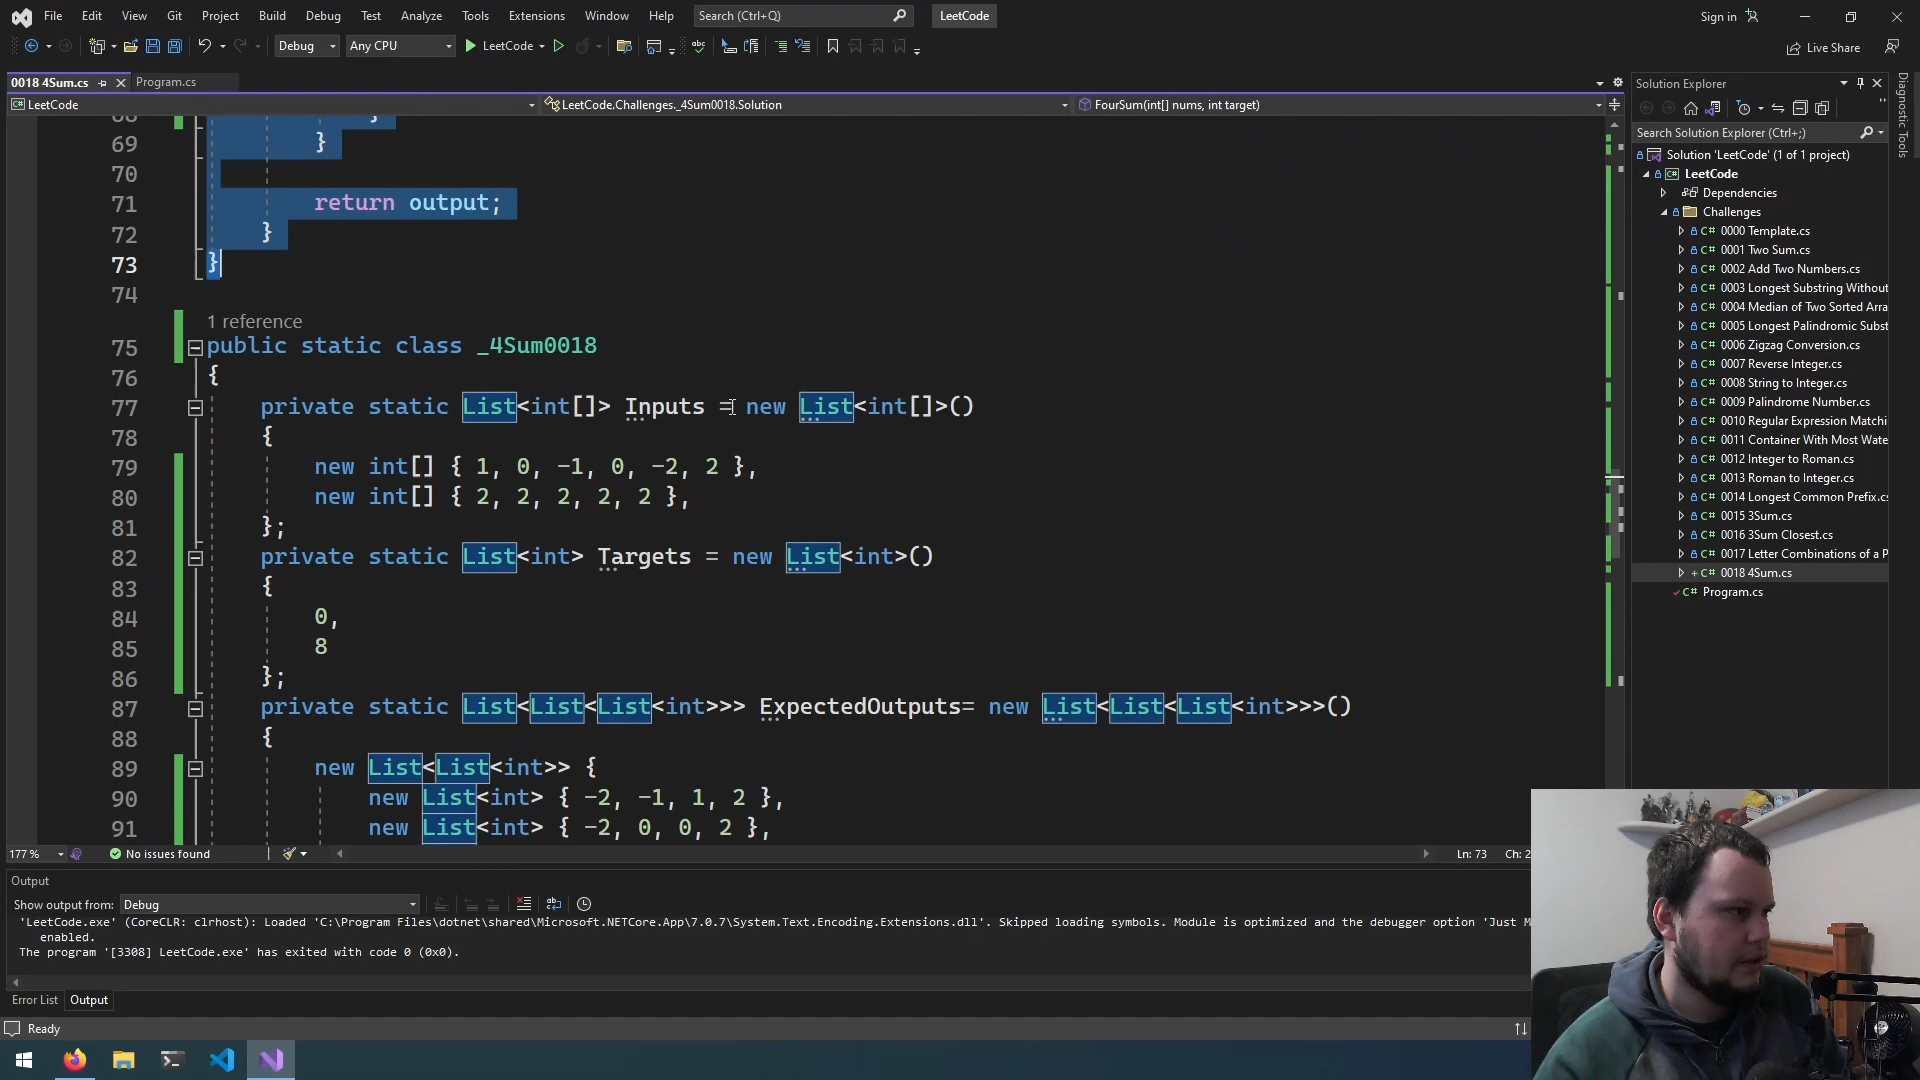 File Edit View Git Project Build Debug Test Analyze Tools Extensions Window Help Search (Ctrl+Q) LeetCode Sign in
Debug Any CPU LeetCode Live Share
0018 4Sum.cs Program.cs
LeetCode LeetCode.Challenges._4Sum0018.Solution FourSum(int[] nums, int target)
68 }
69 }
70
71 return output;
72 }
73 }
74
1 reference
75 public static class _4Sum0018
76 {
77 private static List<int[]> Inputs = new List<int[]>()
78 {
79 new int[] { 1, 0, -1, 0, -2, 2 },
80 new int[] { 2, 2, 2, 2, 2 },
81 };
82 private static List<int> Targets = new List<int>()
83 {
84 0,
85 8
86 };
87 private static List<List<List<int>>> ExpectedOutputs= new List<List<List<int>>>()
88 {
89 new List<List<int>> {
90 new List<int> { -2, -1, 1, 2 },
91 new List<int> { -2, 0, 0, 2 },
177 % No issues found Ln: 73 Ch: 2
Output
Show output from: Debug
'LeetCode.exe' (CoreCLR: clrhost): Loaded 'C:\Program Files\dotnet\shared\Microsoft.NETCore.App\7.0.7\System.Text.Encoding.Extensions.dll'. Skipped loading symbols. Module is optimized and the debugger option 'Just M
enabled.
The program '[3308] LeetCode.exe' has exited with code 0 (0x0).
Error List Output
Ready
Solution Explorer
Search Solution Explorer (Ctrl+;)
Solution 'LeetCode' (1 of 1 project)
LeetCode
Dependencies
Challenges
C# 0000 Template.cs
C# 0001 Two Sum.cs
C# 0002 Add Two Numbers.cs
C# 0003 Longest Substring Without
C# 0004 Median of Two Sorted Arra
C# 0005 Longest Palindromic Subst
C# 0006 Zigzag Conversion.cs
C# 0007 Reverse Integer.cs
C# 0008 String to Integer.cs
C# 0009 Palindrome Number.cs
C# 0010 Regular Expression Matchi
C# 0011 Container With Most Wate
C# 0012 Integer to Roman.cs
C# 0013 Roman to Integer.cs
C# 0014 Longest Common Prefix.cs
C# 0015 3Sum.cs
C# 0016 3Sum Closest.cs
C# 0017 Letter Combinations of a P
C# 0018 4Sum.cs
C# Program.cs
Diagnostic Tools